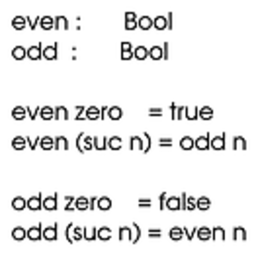 even :      Bool
odd  :      Bool
even zero    = true
even (suc n) = odd n
odd zero    = false
odd (suc n) = even n